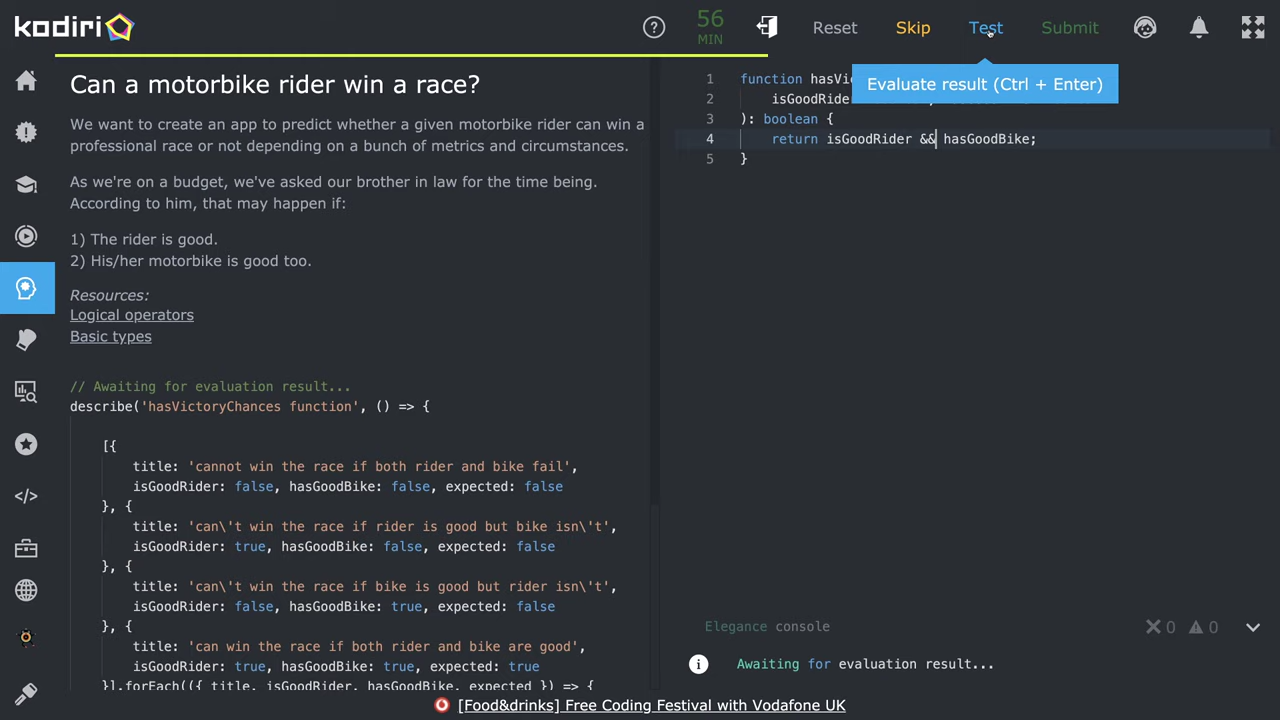 kodiri
56
MIN
Reset
Skip
Test
Submit
Evaluate result (Ctrl + Enter)
Can a motorbike rider win a race?
We want to create an app to predict whether a given motorbike rider can win a
professional race or not depending on a bunch of metrics and circumstances.
As we're on a budget, we've asked our brother in law for the time being.
According to him, that may happen if:
1) The rider is good.
2) His/her motorbike is good too.
Resources:
Logical operators
Basic types
// Awaiting for evaluation result...
describe('hasVictoryChances function', () => {
[{
title: 'cannot win the race if both rider and bike fail',
isGoodRider: false, hasGoodBike: false, expected: false
}, {
title: 'can\'t win the race if rider is good but bike isn\'t',
isGoodRider: true, hasGoodBike: false, expected: false
}, {
title: 'can\'t win the race if bike is good but rider isn\'t',
isGoodRider: false, hasGoodBike: true, expected: false
}, {
title: 'can win the race if both rider and bike are good',
isGoodRider: true, hasGoodBike: true, expected: true
}].forEach(({ title, isGoodRider, hasGoodBike, expected }) => {
1 function hasVi
2 isGoodRider
3 ): boolean {
4 return isGoodRider && hasGoodBike;
5 }
Elegance console
0
0
Awaiting for evaluation result...
[Food&drinks] Free Coding Festival with Vodafone UK